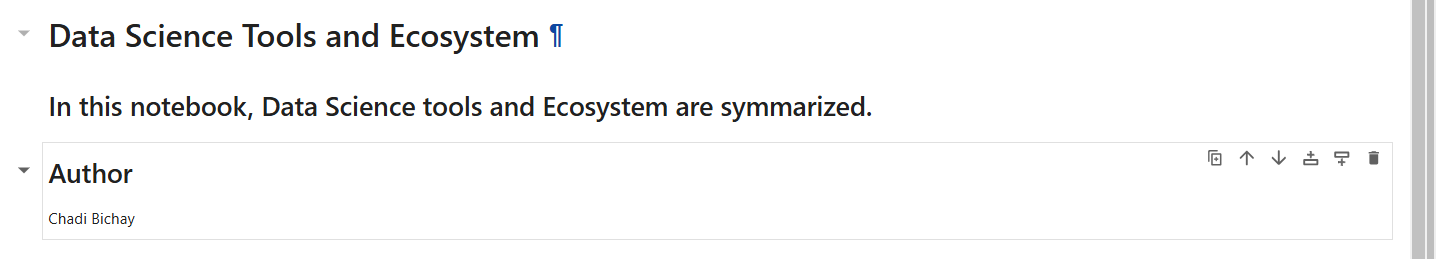 Data Science Tools and Ecosystem ¶
In this notebook, Data Science tools and Ecosystem are symmarized.
Author
Chadi Bichay